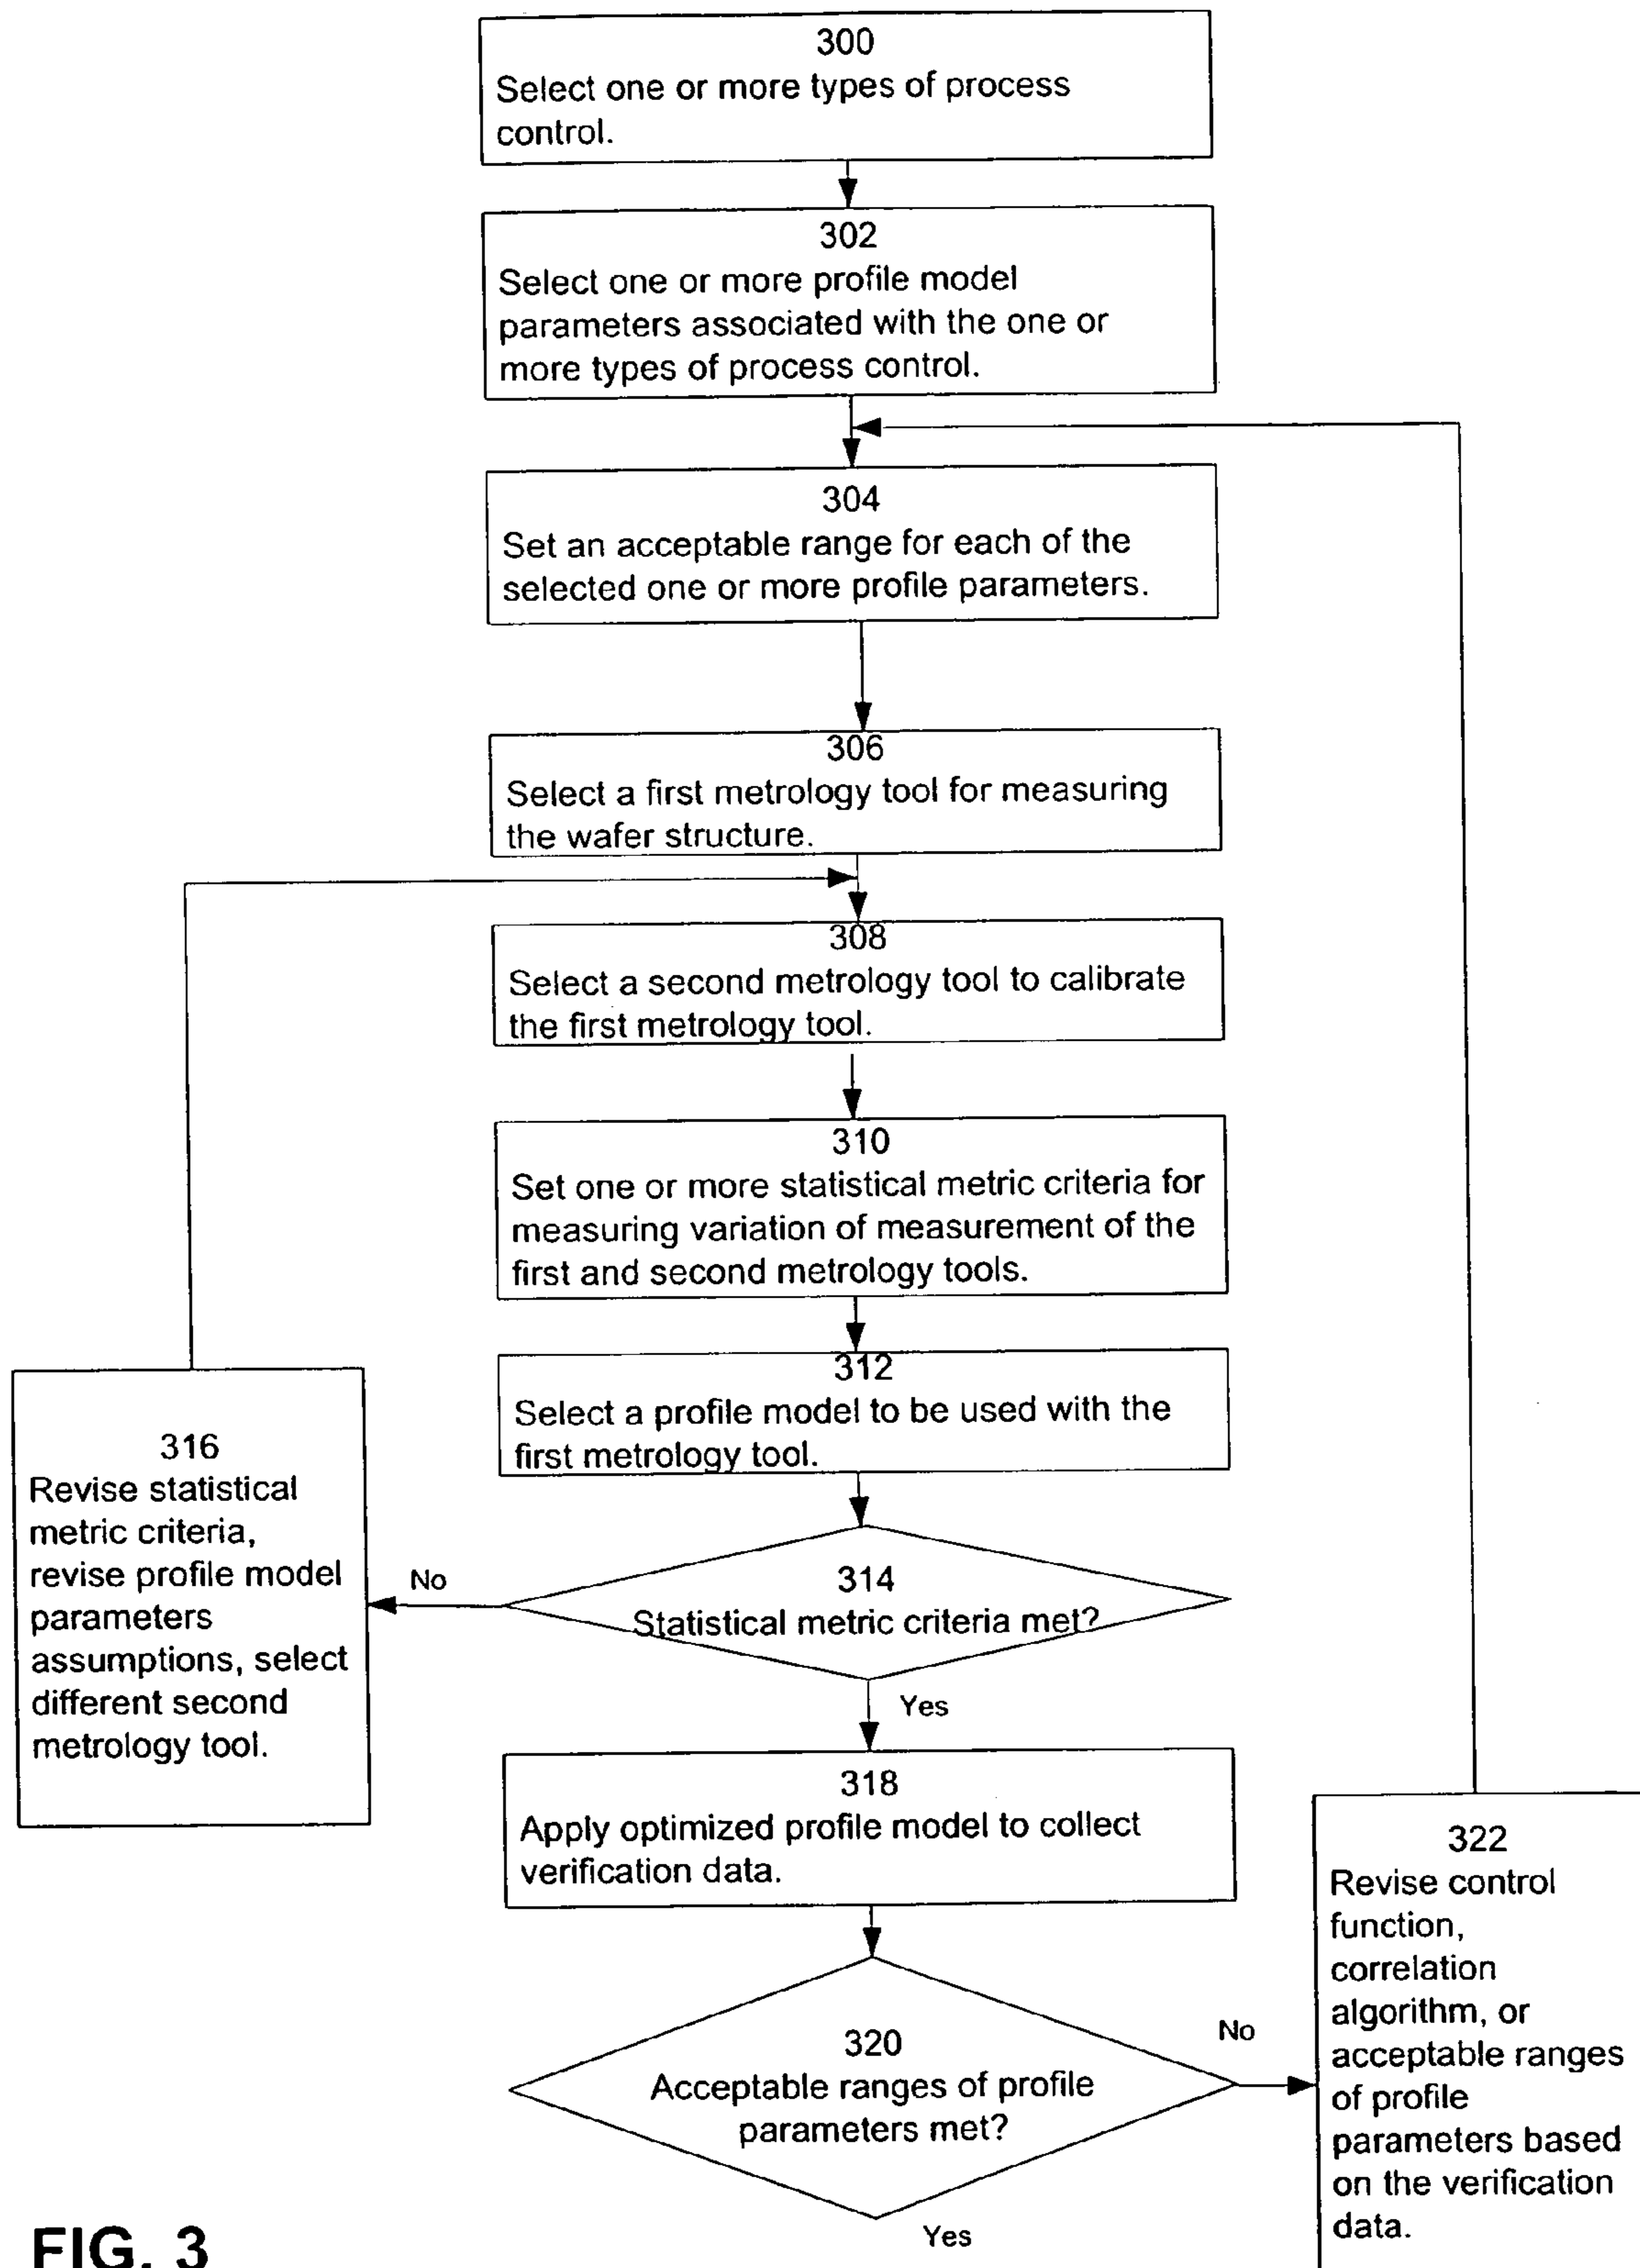 300
Select one or more types of process
control.
302
Select one or more profile model
parameters associated with the one or
more types of process control.
304
Set an acceptable range for each of the
selected one or more profile parameters.
306
Select a first metrology tool for measuring
the wafer structure.
308
Select a second metrology tool to calibrate
the first metrology tool.
310
Set one or more statistical metric criteria for
measuring variation of measurement of the
first and second metrology tools.
312
Select a profile model to be used with the
first metrology tool.
314
Statistical metric criteria met?
No
316
Revise statistical
metric criteria,
revise profile model
parameters
assumptions, select
different second
metrology tool.
Yes
318
Apply optimized profile model to collect
verification data.
320
Acceptable ranges of profile
parameters met?
No
322
Revise control
function,
correlation
algorithm, or
acceptable ranges
of profile
parameters based
on the verification
data.
Yes
FIG. 3